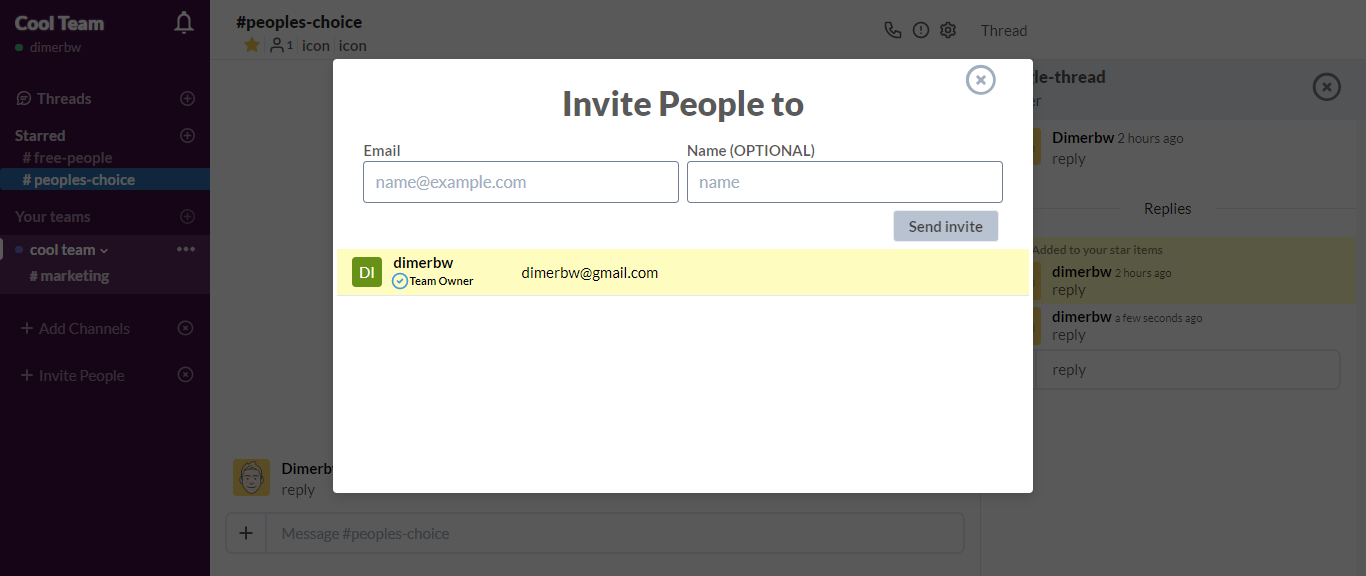 Cool Team
dimerbw
Threads
Starred
# free-people
# peoples-choice
Your teams
cool team
# marketing
+ Add Channels
+ Invite People
#peoples-choice
1 icon icon
Thread
Invite People to
Email
Name (OPTIONAL)
name@example.com
name
Send invite
DI
dimerbw
Team Owner
dimerbw@gmail.com
le-thread
er
Dimerbw 2 hours ago
reply
Replies
Added to your star items
dimerbw 2 hours ago
reply
dimerbw a few seconds ago
reply
reply
Dimerb
reply
+
Message #peoples-choice